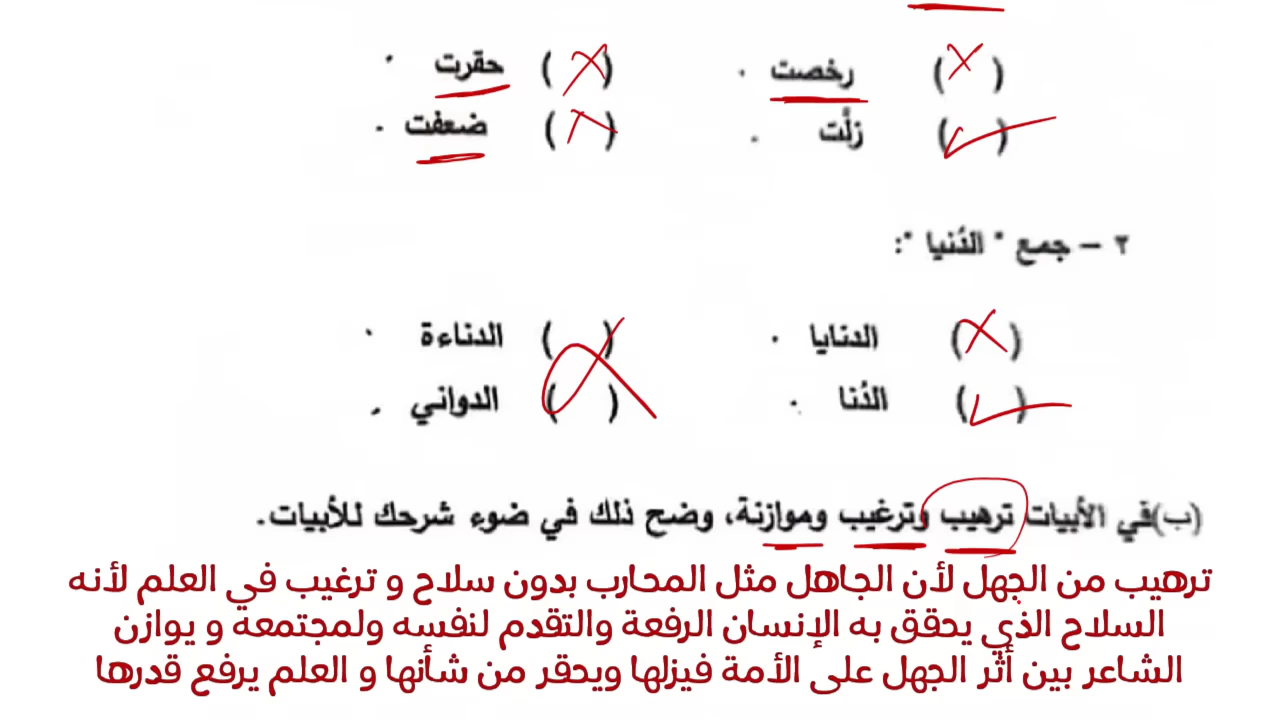 ( ) رخصت . ( ) حقرت .
( ) زلَّت . ( ) ضعفت .
٢ – جمع " الدُنيا " :
( ) الدنايا . ( ) الدناءة .
( ) الدُنا . ( ) الدواني .
(ب)في الأبيات ترهيب وترغيب وموازنة، وضح ذلك في ضوء شرحك للأبيات.
ترهيب من الجهل لأن الجاهل مثل المحارب بدون سلاح و ترغيب في العلم لأنه
السلاح الذي يحقق به الإنسان الرفعة والتقدم لنفسه ولمجتمعه و يوازن
الشاعر بين أثر الجهل على الأمة فيزلها ويحقر من شأنها و العلم يرفع قدرها